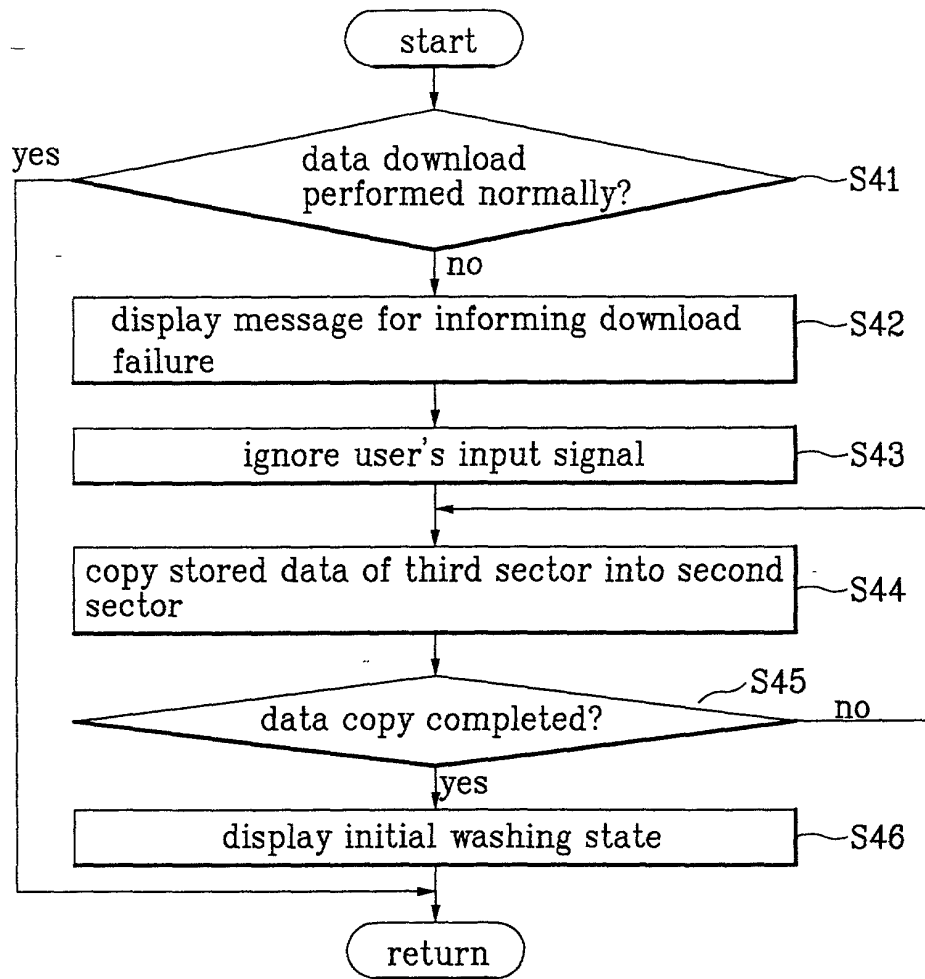 start
yes
data download
performed normally?
S41
no
display message for informing download
failure
S42
ignore user's input signal
S43
copy stored data of third sector into second
sector
S44
S45
data copy completed?
no
yes
display initial washing state
S46
return